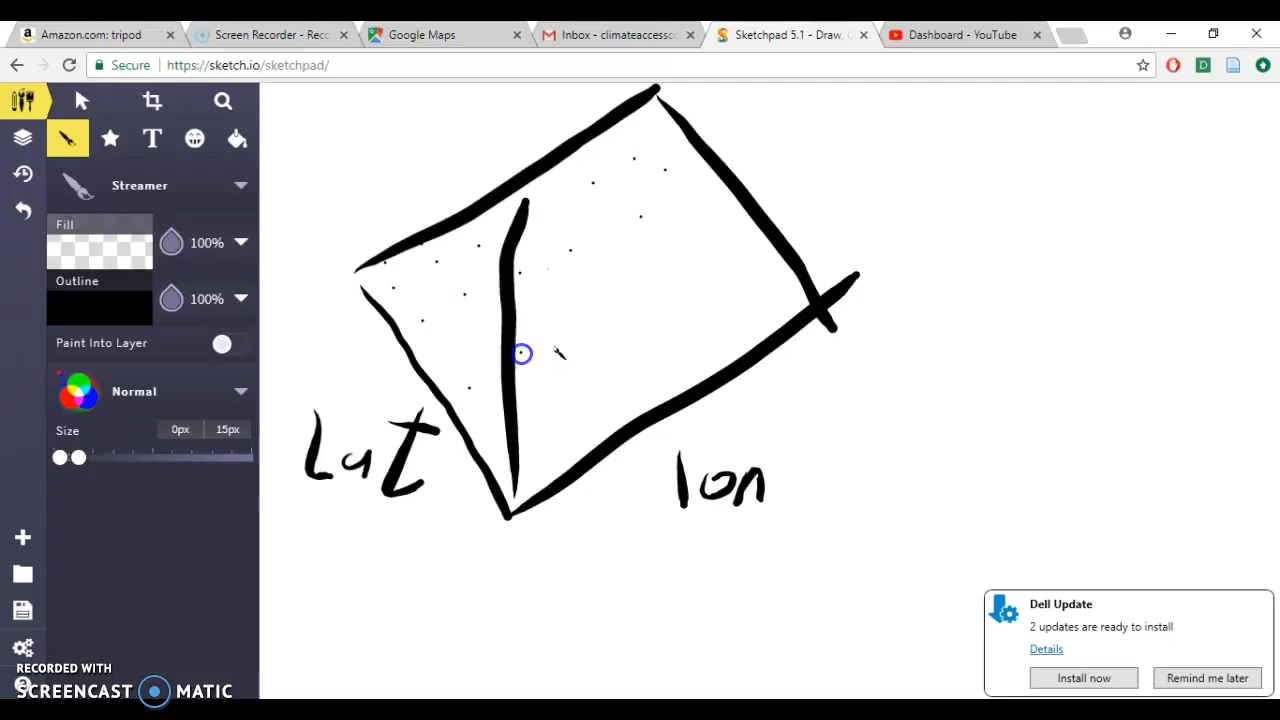 Amazon.com: tripod
Screen Recorder - Rec
Google Maps
Inbox - climateaccessc
Sketchpad 5.1 - Draw,
Dashboard - YouTube
Secure
https://sketch.io/sketchpad/
Streamer
Fill
100%
Outline
100%
Paint Into Layer
Normal
Size
0px
15px
Lat
lon
Dell Update
2 updates are ready to install
Details
Install now
Remind me later
RECORDED WITH
SCREENCAST MATIC